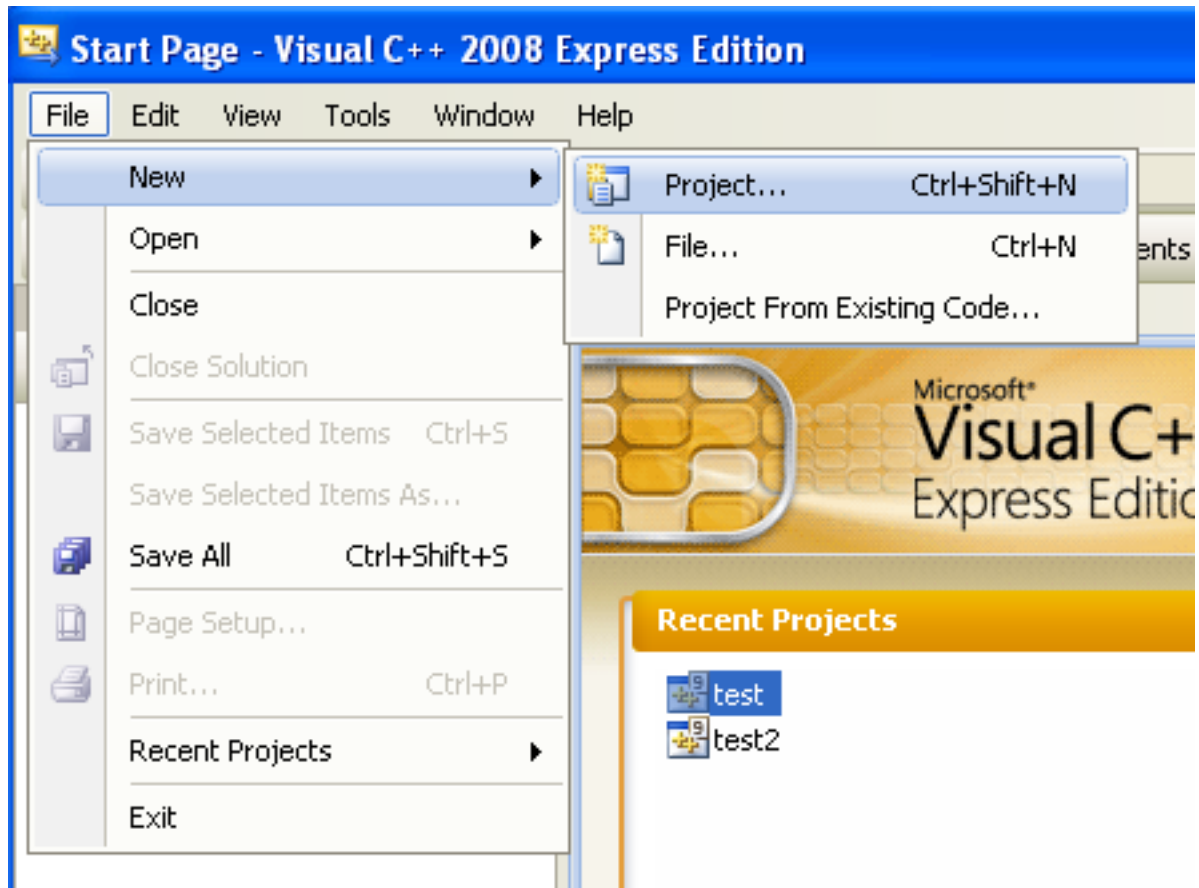 Start Page - Visual C++ 2008 Express Edition
File Edit View Tools Window Help
New
Open
Close
Close Solution
Save Selected Items Ctrl+S
Save Selected Items As...
Save All Ctrl+Shift+S
Page Setup...
Print... Ctrl+P
Recent Projects
Exit
Project... Ctrl+Shift+N
File... Ctrl+N
Project From Existing Code...
ents
Microsoft®
Visual C+
Express Editio
Recent Projects
test
test2